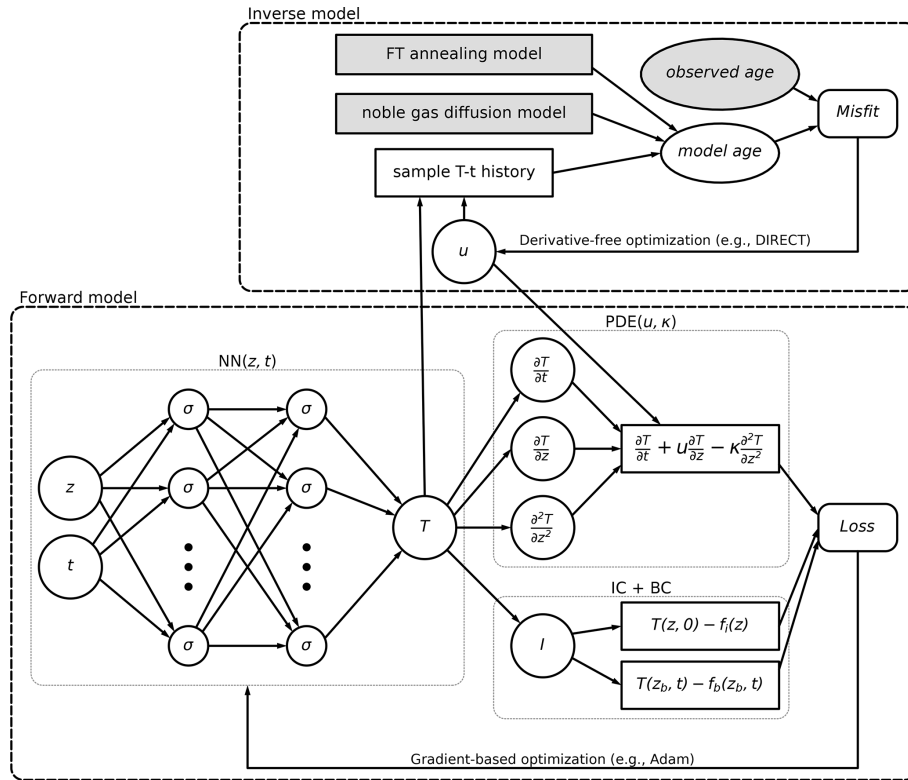 Inverse model
FT annealing model
observed age
noble gas diffusion model
Misfit
model age
sample T-t history
Derivative-free optimization (e.g., DIRECT)
u
Forward model
PDE(u, κ)
NN(z, t)
∂T/∂t
σ
σ
∂T/∂z
∂T/∂t + u ∂T/∂z − κ ∂²T/∂z²
z
σ
σ
T
∂²T/∂z²
Loss
t
IC + BC
σ
σ
I
T(z, 0) − fᵢ(z)
T(z_b, t) − f_b(z_b, t)
Gradient-based optimization (e.g., Adam)